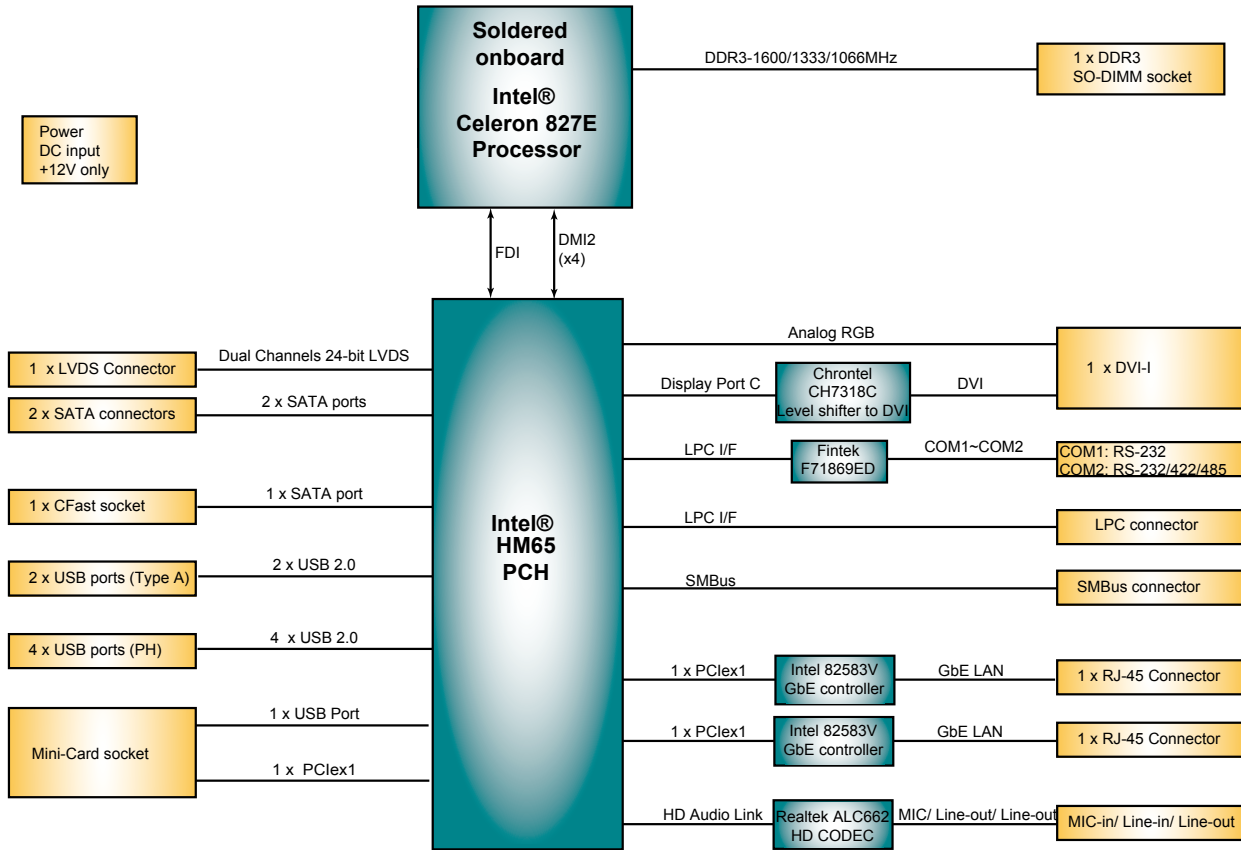 Soldered
onboard
Intel®
Celeron 827E
Processor
DDR3-1600/1333/1066MHz
1 x DDR3
SO-DIMM socket
Power
DC input
+12V only
FDI
DMI2
(x4)
Intel®
HM65
PCH
1 x LVDS Connector
Dual Channels 24-bit LVDS
2 x SATA connectors
2 x SATA ports
1 x CFast socket
1 x SATA port
2 x USB ports (Type A)
2 x USB 2.0
4 x USB ports (PH)
4 x USB 2.0
Mini-Card socket
1 x USB Port
1 x PCIex1
Analog RGB
1 x DVI-I
Display Port C
Chrontel
CH7318C
Level shifter to DVI
DVI
LPC I/F
Fintek
F71869ED
COM1~COM2
COM1: RS-232
COM2: RS-232/422/485
LPC I/F
LPC connector
SMBus
SMBus connector
1 x PCIex1
Intel 82583V
GbE controller
GbE LAN
1 x RJ-45 Connector
1 x PCIex1
Intel 82583V
GbE controller
GbE LAN
1 x RJ-45 Connector
HD Audio Link
Realtek ALC662
HD CODEC
MIC/ Line-out/ Line-out
MIC-in/ Line-in/ Line-out